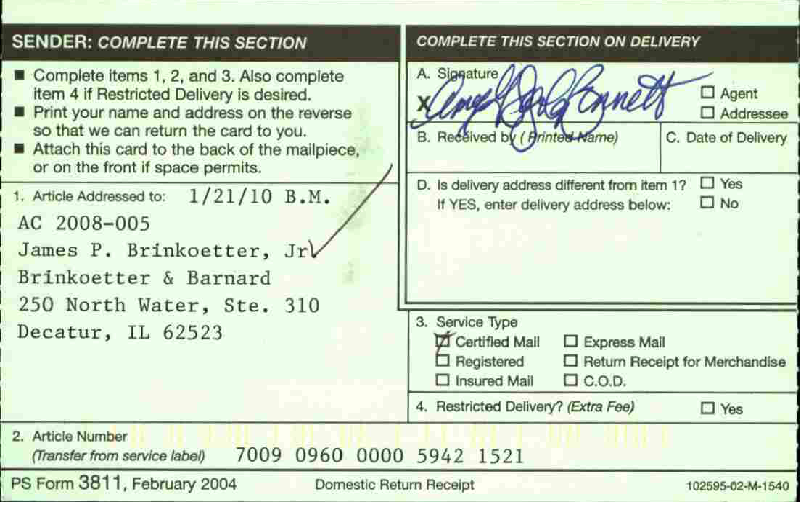 SENDER: COMPLETE THIS SECTION
■ Complete items 1, 2, and 3. Also complete
item 4 if Restricted Delivery is desired.
■ Print your name and address on the reverse
so that we can return the card to you.
■ Attach this card to the back of the mailpiece,
or on the front if space permits.
1. Article Addressed to: 1/21/10 B.M.
AC 2008-005
James P. Brinkoetter, Jr
Brinkoetter & Barnard
250 North Water, Ste. 310
Decatur, IL 62523
COMPLETE THIS SECTION ON DELIVERY
A. Signature
X
☐ Agent
☐ Addressee
B. Received by (Printed Name)
C. Date of Delivery
D. Is delivery address different from item 1? ☐ Yes
If YES, enter delivery address below: ☐ No
3. Service Type
☑ Certified Mail ☐ Express Mail
☐ Registered ☐ Return Receipt for Merchandise
☐ Insured Mail ☐ C.O.D.
4. Restricted Delivery? (Extra Fee) ☐ Yes
2. Article Number
(Transfer from service label) 7009 0960 0000 5942 1521
PS Form 3811, February 2004 Domestic Return Receipt 102595-02-M-1540